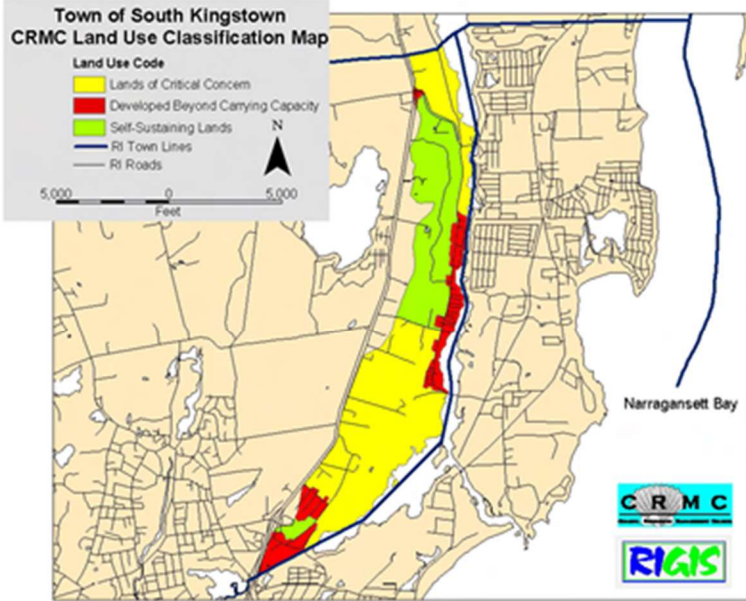 Town of South Kingstown
CRMC Land Use Classification Map
Land Use Code
Lands of Critical Concern
Developed Beyond Carrying Capacity
Self-Sustaining Lands
RI Town Lines
RI Roads
N
5,000 0 5,000
Feet
Narragansett Bay
CRMC
RIGIS